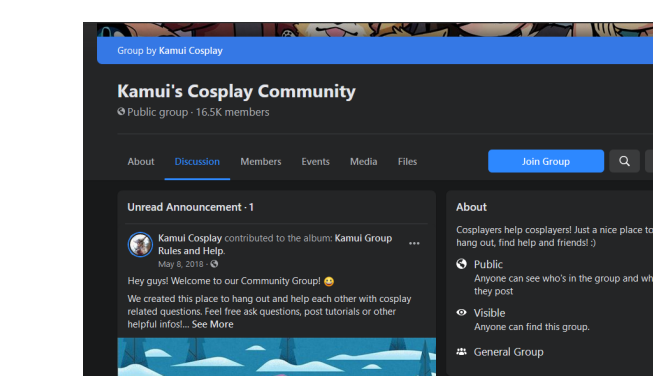 Group by Kamui Cosplay
Kamui's Cosplay Community
Public group · 16.5K members
About
Discussion
Members
Events
Media
Files
Join Group
Unread Announcement · 1
Kamui Cosplay contributed to the album: Kamui Group
Rules and Help.
May 8, 2018 ·
Hey guys! Welcome to our Community Group! 😀
We created this place to hang out and help each other with cosplay
related questions. Feel free ask questions, post tutorials or other
helpful infos!... See More
About
Cosplayers help cosplayers! Just a nice place to
hang out, find help and friends! :)
Public
Anyone can see who's in the group and
they post
Visible
Anyone can find this group.
General Group